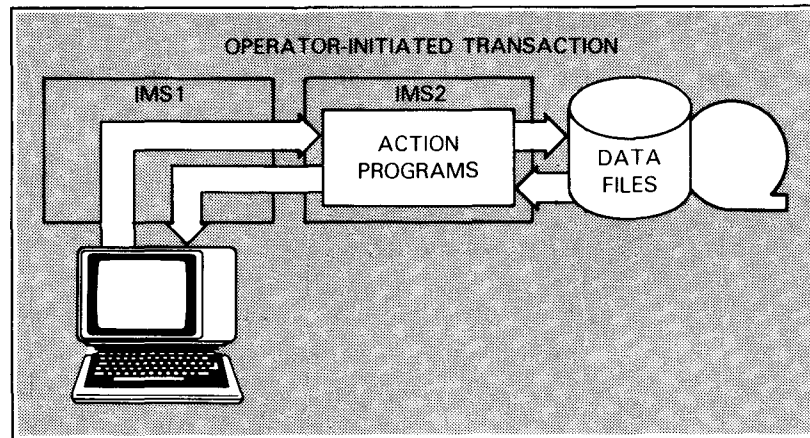 OPERATOR-INITIATED TRANSACTION
IMS1
IMS2
ACTION
PROGRAMS
DATA
FILES